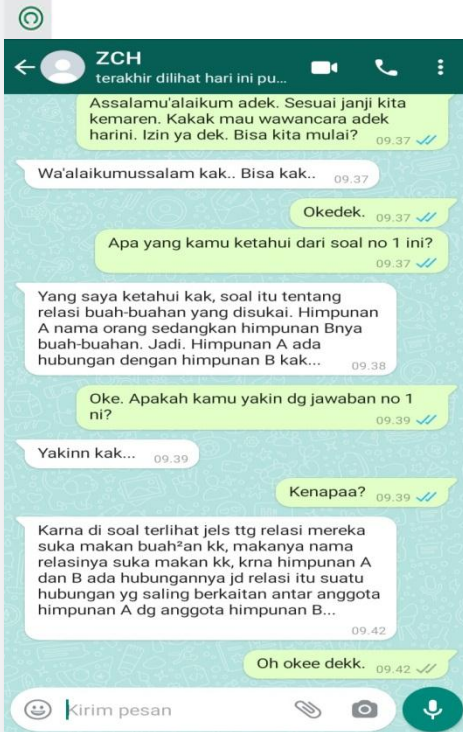 ZCH
terakhir dilihat hari ini pu...
Assalamu'alaikum adek. Sesuai janji kita
kemaren. Kakak mau wawancara adek
harini. Izin ya dek. Bisa kita mulai?
09.37
Wa'alaikumussalam kak.. Bisa kak..
09.37
Okedek.
09.37
Apa yang kamu ketahui dari soal no 1 ini?
09.37
Yang saya ketahui kak, soal itu tentang
relasi buah-buahan yang disukai. Himpunan
A nama orang sedangkan himpunan Bnya
buah-buahan. Jadi. Himpunan A ada
hubungan dengan himpunan B kak...
09.38
Oke. Apakah kamu yakin dg jawaban no 1
ni?
09.39
Yakinn kak...
09.39
Kenapaa?
09.39
Karna di soal terlihat jels ttg relasi mereka
suka makan buah²an kk, makanya nama
relasinya suka makan kk, krna himpunan A
dan B ada hubungannya jd relasi itu suatu
hubungan yg saling berkaitan antar anggota
himpunan A dg anggota himpunan B...
09.42
Oh okee dekk.
09.42
Kirim pesan